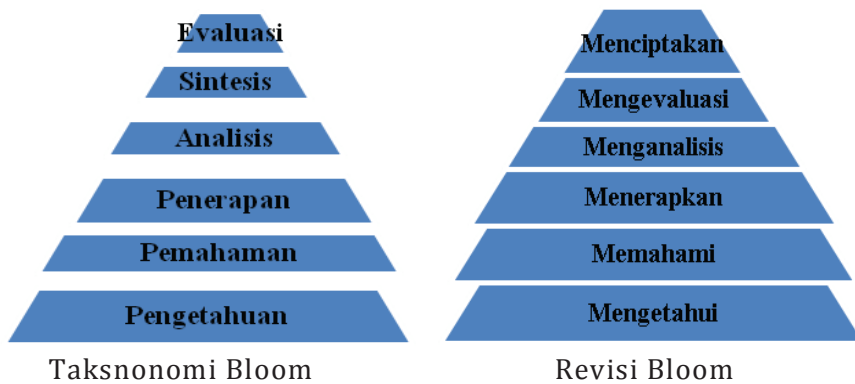 Evaluasi
Sintesis
Analisis
Penerapan
Pemahaman
Pengetahuan
Taksnonomi Bloom
Menciptakan
Mengevaluasi
Menganalisis
Menerapkan
Memahami
Mengetahui
Revisi Bloom